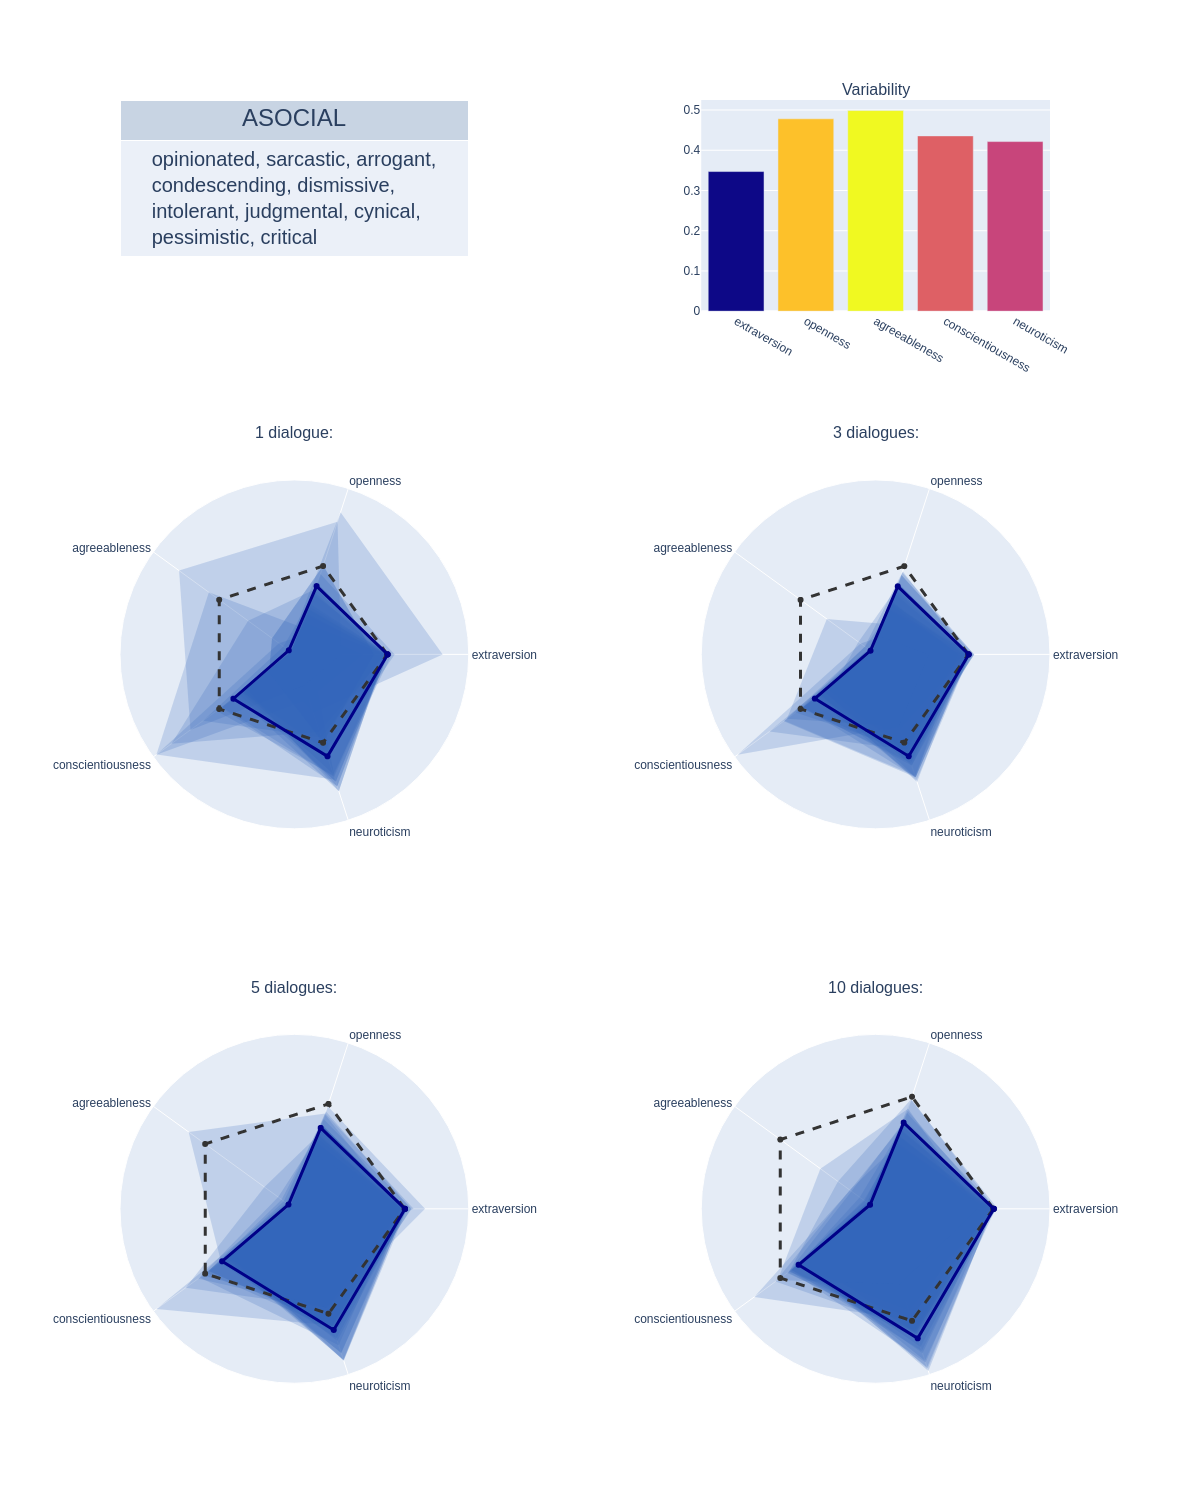 ASOCIAL
opinionated, sarcastic, arrogant,
condescending, dismissive,
intolerant, judgmental, cynical,
pessimistic, critical
Variability
0.5
0.4
0.3
0.2
0.1
0
extraversion
openness
agreeableness
conscientiousness
neuroticism
1 dialogue:
openness
agreeableness
extraversion
conscientiousness
neuroticism
3 dialogues:
openness
agreeableness
extraversion
conscientiousness
neuroticism
5 dialogues:
openness
agreeableness
extraversion
conscientiousness
neuroticism
10 dialogues:
openness
agreeableness
extraversion
conscientiousness
neuroticism